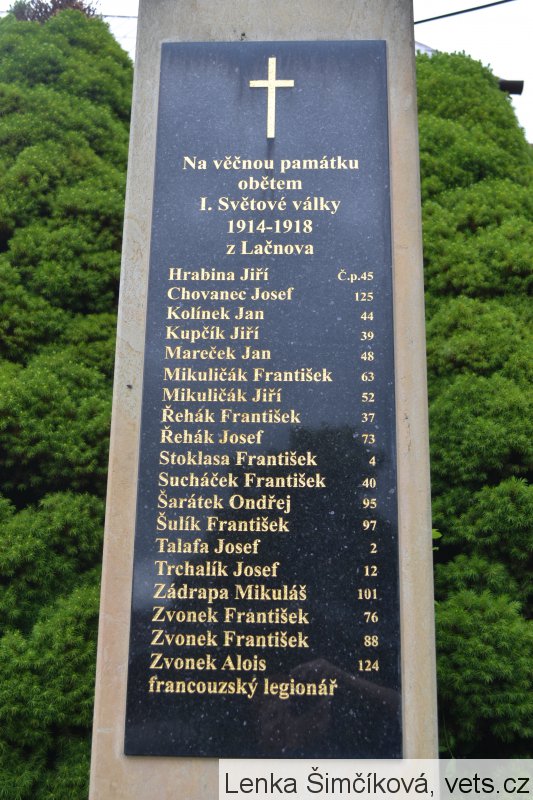 Na věčnou památku
obětem
I. Světové války
1914-1918
z Lačnova
Hrabina Jiří Č.p.45
Chovanec Josef 125
Kolínek Jan 44
Kupčík Jiří 39
Mareček Jan 48
Mikuličák František 63
Mikuličák Jiří 52
Řehák František 37
Řehák Josef 73
Stoklasa František 4
Sucháček František 40
Šarátek Ondřej 95
Šulík František 97
Talafa Josef 2
Trchalík Josef 12
Zádrapa Mikuláš 101
Zvonek František 76
Zvonek František 88
Zvonek Alois 124
francouzský legionář
Lenka Šimčíková, vets.cz